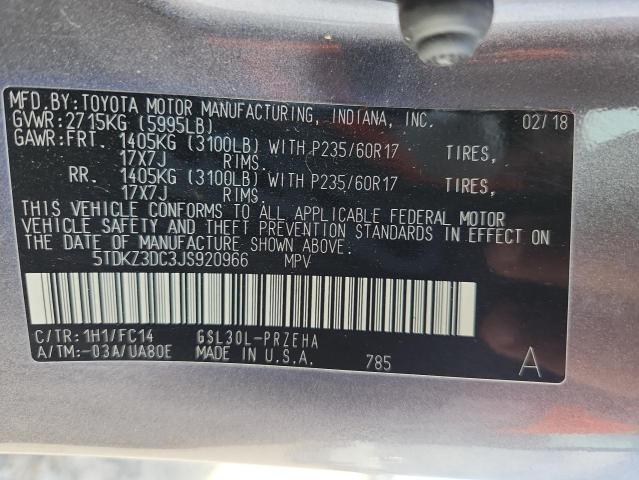 MFD.BY:TOYOTA MOTOR MANUFACTURING, INDIANA, INC. 02/18
GVWR:2715KG (5995LB)
GAWR:FRT. 1405KG (3100LB) WITH P235/60R17 TIRES,
17X7J RIMS.
RR. 1405KG (3100LB) WITH P235/60R17 TIRES,
17X7J RIMS.
THIS VEHICLE CONFORMS TO ALL APPLICABLE FEDERAL MOTOR
VEHICLE SAFETY AND THEFT PREVENTION STANDARDS IN EFFECT ON
THE DATE OF MANUFACTURE SHOWN ABOVE.
5TDKZ3DC3JS920966 MPV
C/TR: 1H1/FC14 GSL30L-PRZEHA
A/TM:-03A/UA80E MADE IN U.S.A. 785 A